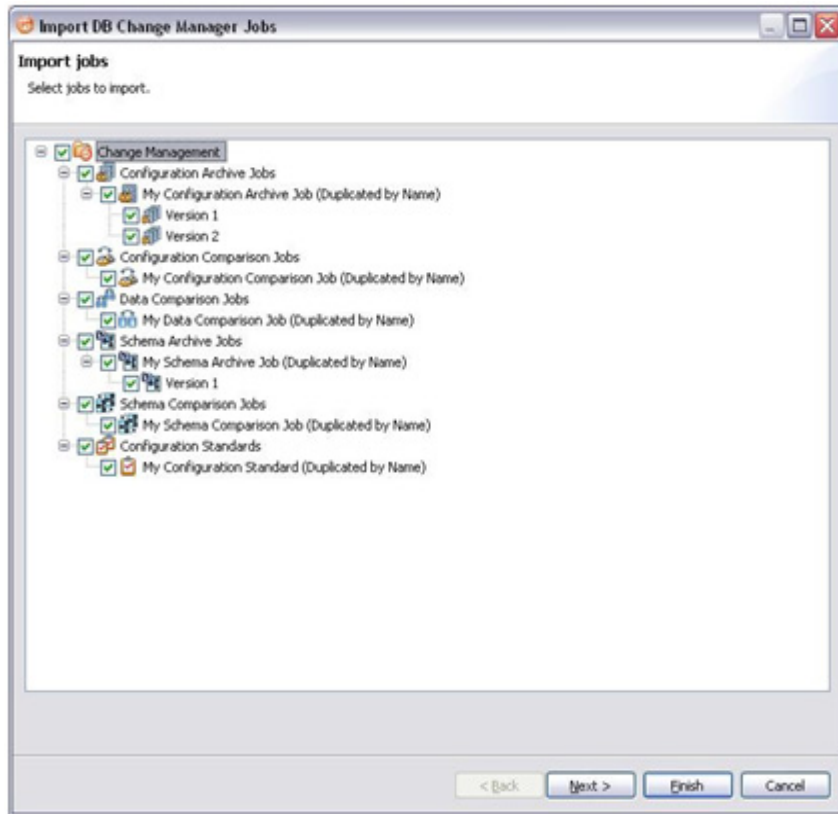 Import DB Change Manager Jobs
Import jobs
Select jobs to import.
Change Management
Configuration Archive Jobs
My Configuration Archive Job (Duplicated by Name)
Version 1
Version 2
Configuration Comparison Jobs
My Configuration Comparison Job (Duplicated by Name)
Data Comparison Jobs
My Data Comparison Job (Duplicated by Name)
Schema Archive Jobs
My Schema Archive Job (Duplicated by Name)
Version 1
Schema Comparison Jobs
My Schema Comparison Job (Duplicated by Name)
Configuration Standards
My Configuration Standard (Duplicated by Name)
< Back Next > Finish Cancel